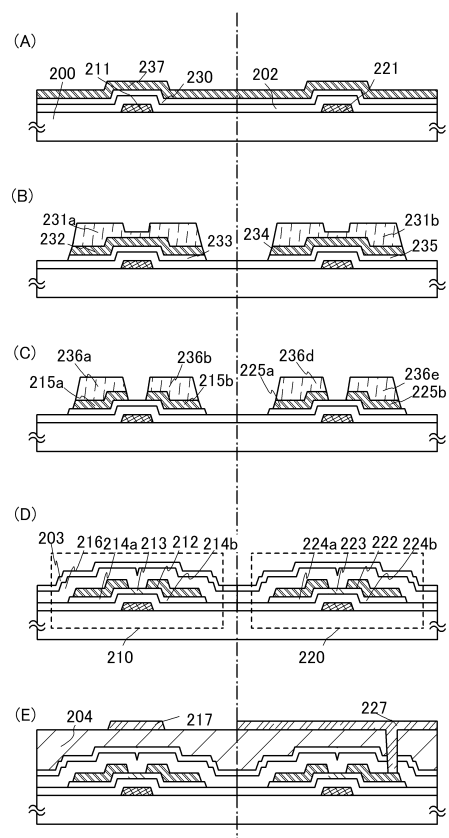 (A)
211 237 221
200 230 202
(B)
231a 234 231b
232 233 235
(C)
236a 236b 225a 236d 236e
215a 215b 225b
(D)
203 216 214a 213 212 214b 224a 223 222 224b
210 220
(E)
204 217 227